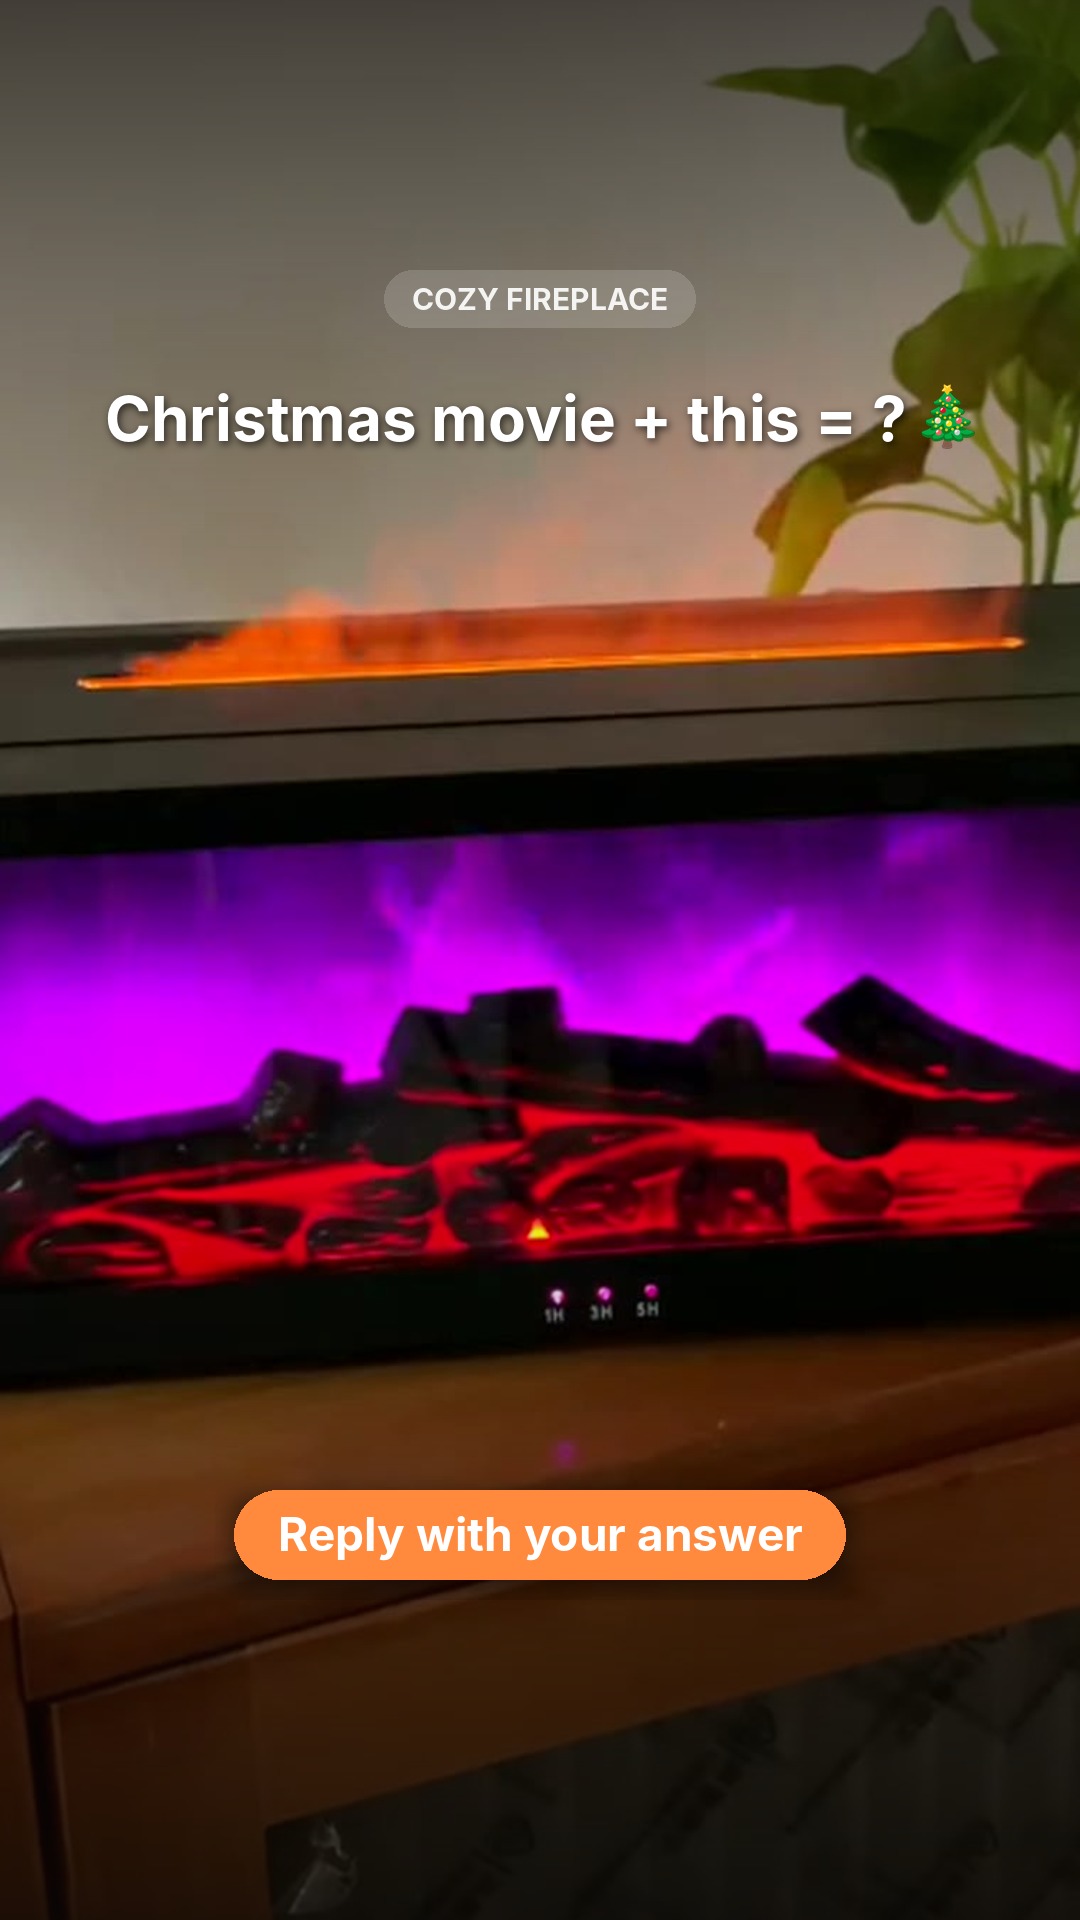 COZY FIREPLACE
Christmas movie + this = ?🎄
1H 3H 5H
Reply with your answer